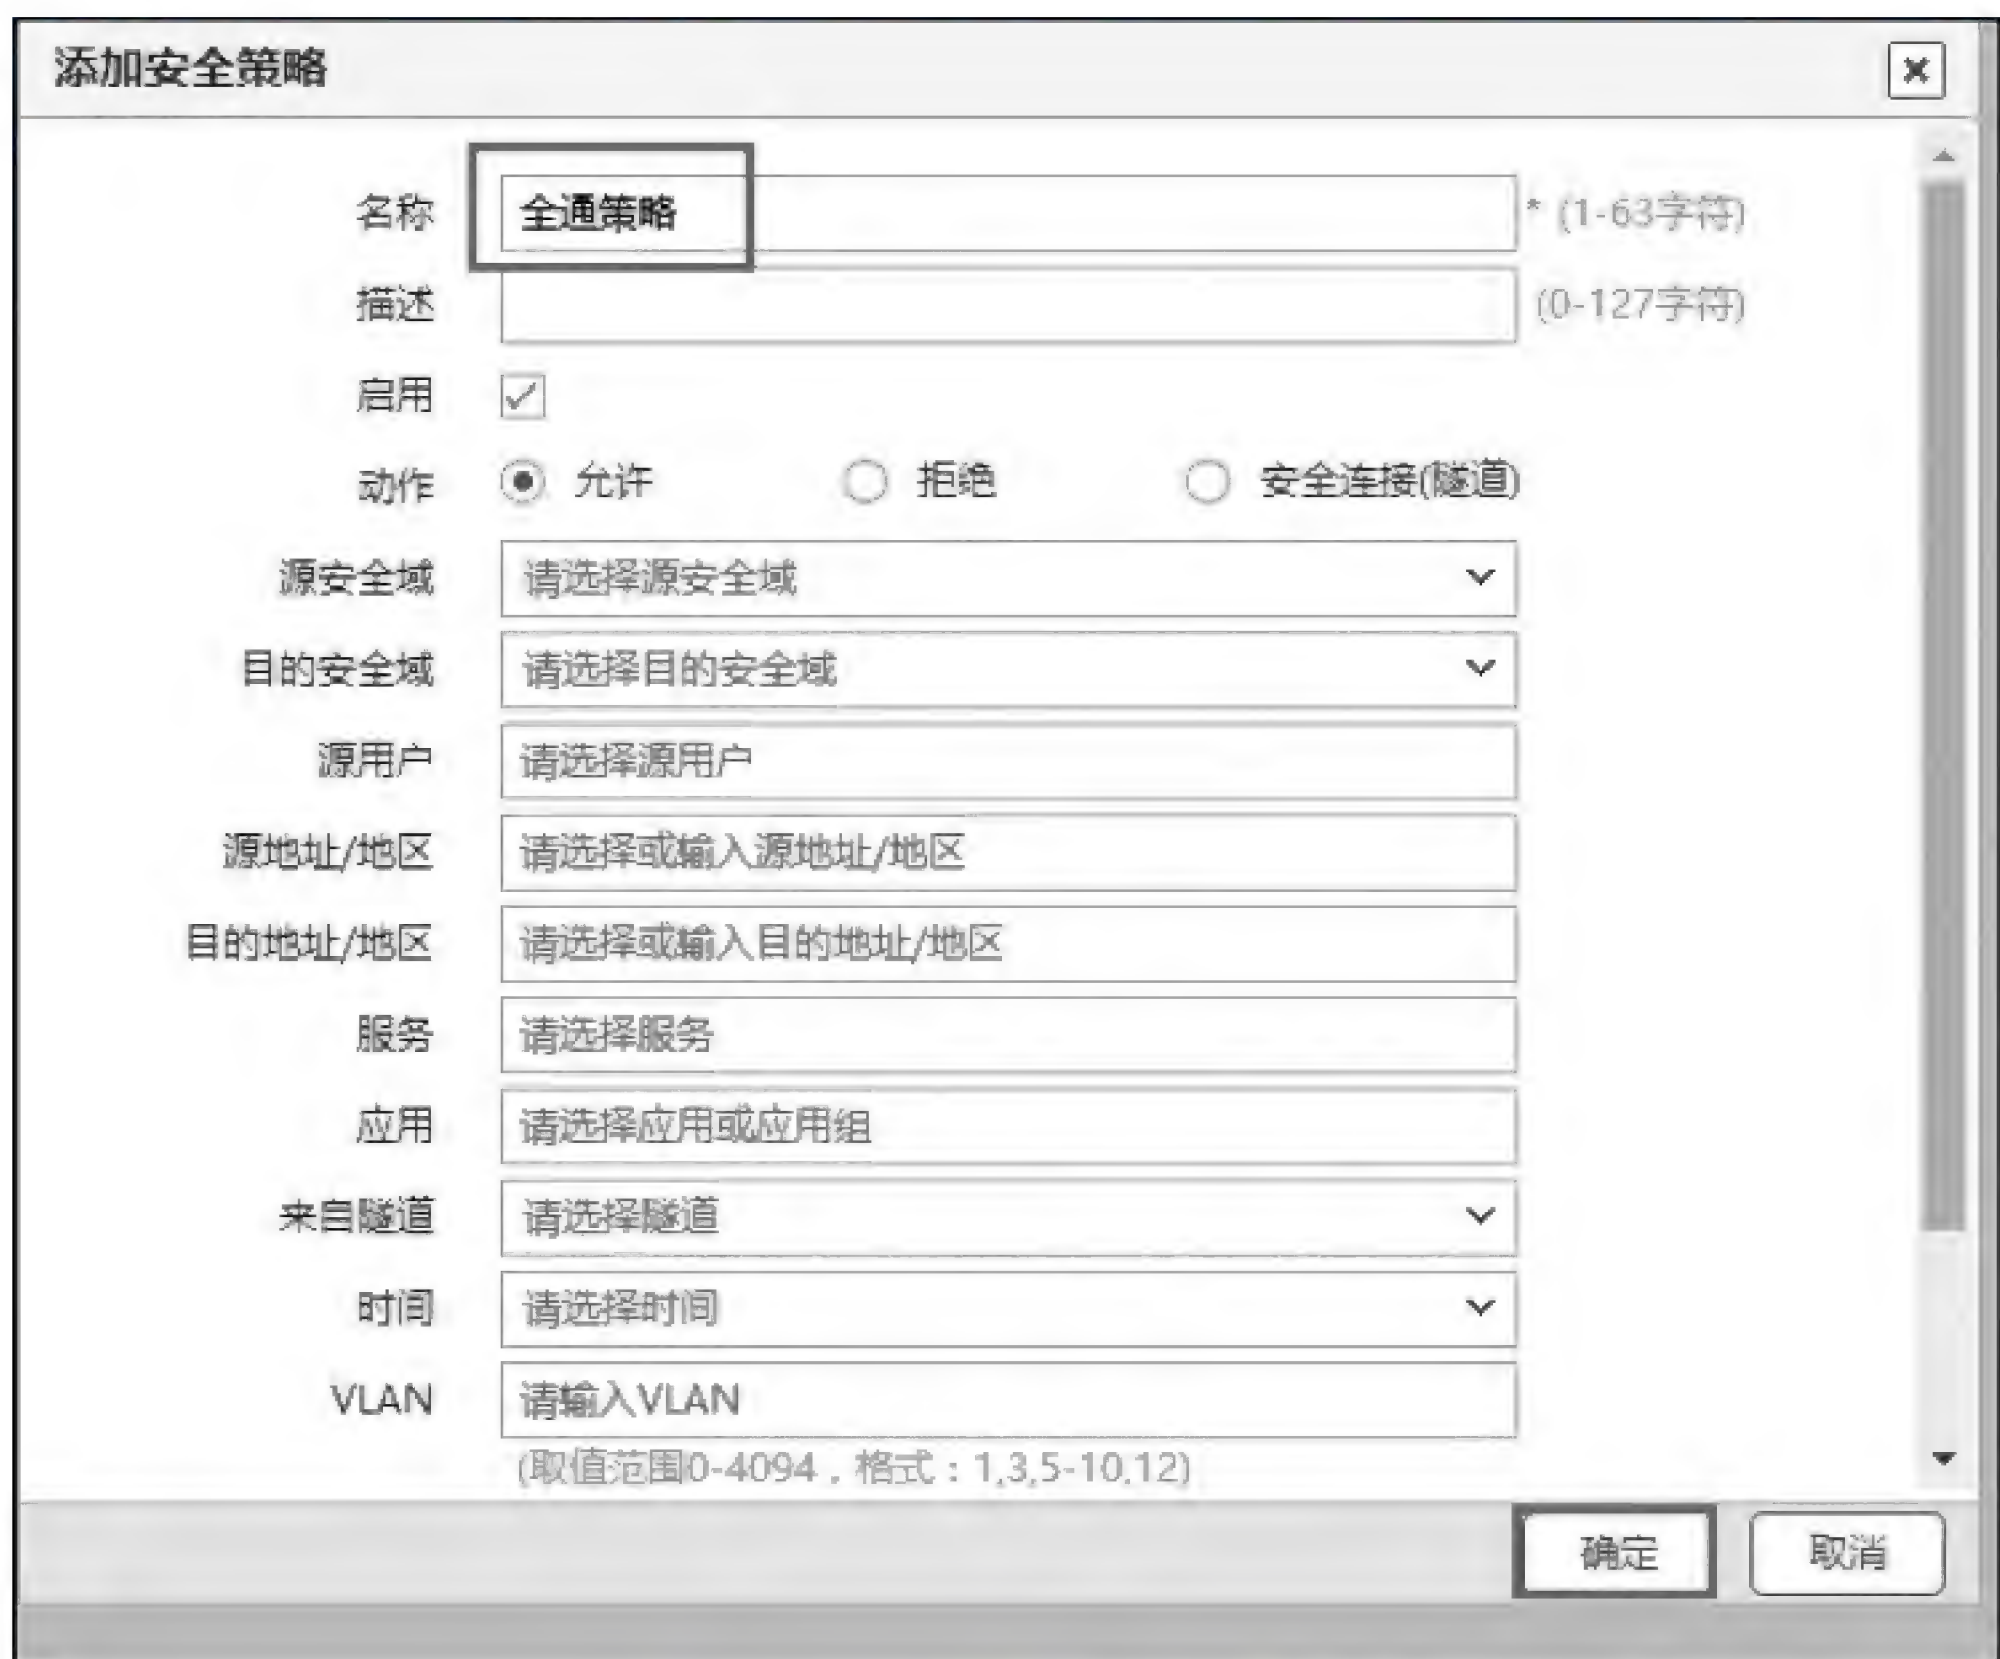 添加安全策略
名称 全通策略 * (1-63字符)
描述 (0-127字符)
启用
动作 允许 拒绝 安全连接(隧道)
源安全域 请选择源安全域
目的安全域 请选择目的安全域
源用户 请选择源用户
源地址/地区 请选择或输入源地址/地区
目的地址/地区 请选择或输入目的地址/地区
服务 请选择服务
应用 请选择应用或应用组
来自隧道 请选择隧道
时间 请选择时间
VLAN 请输入VLAN
(取值范围0-4094，格式：1,3,5-10,12)
确定 取消